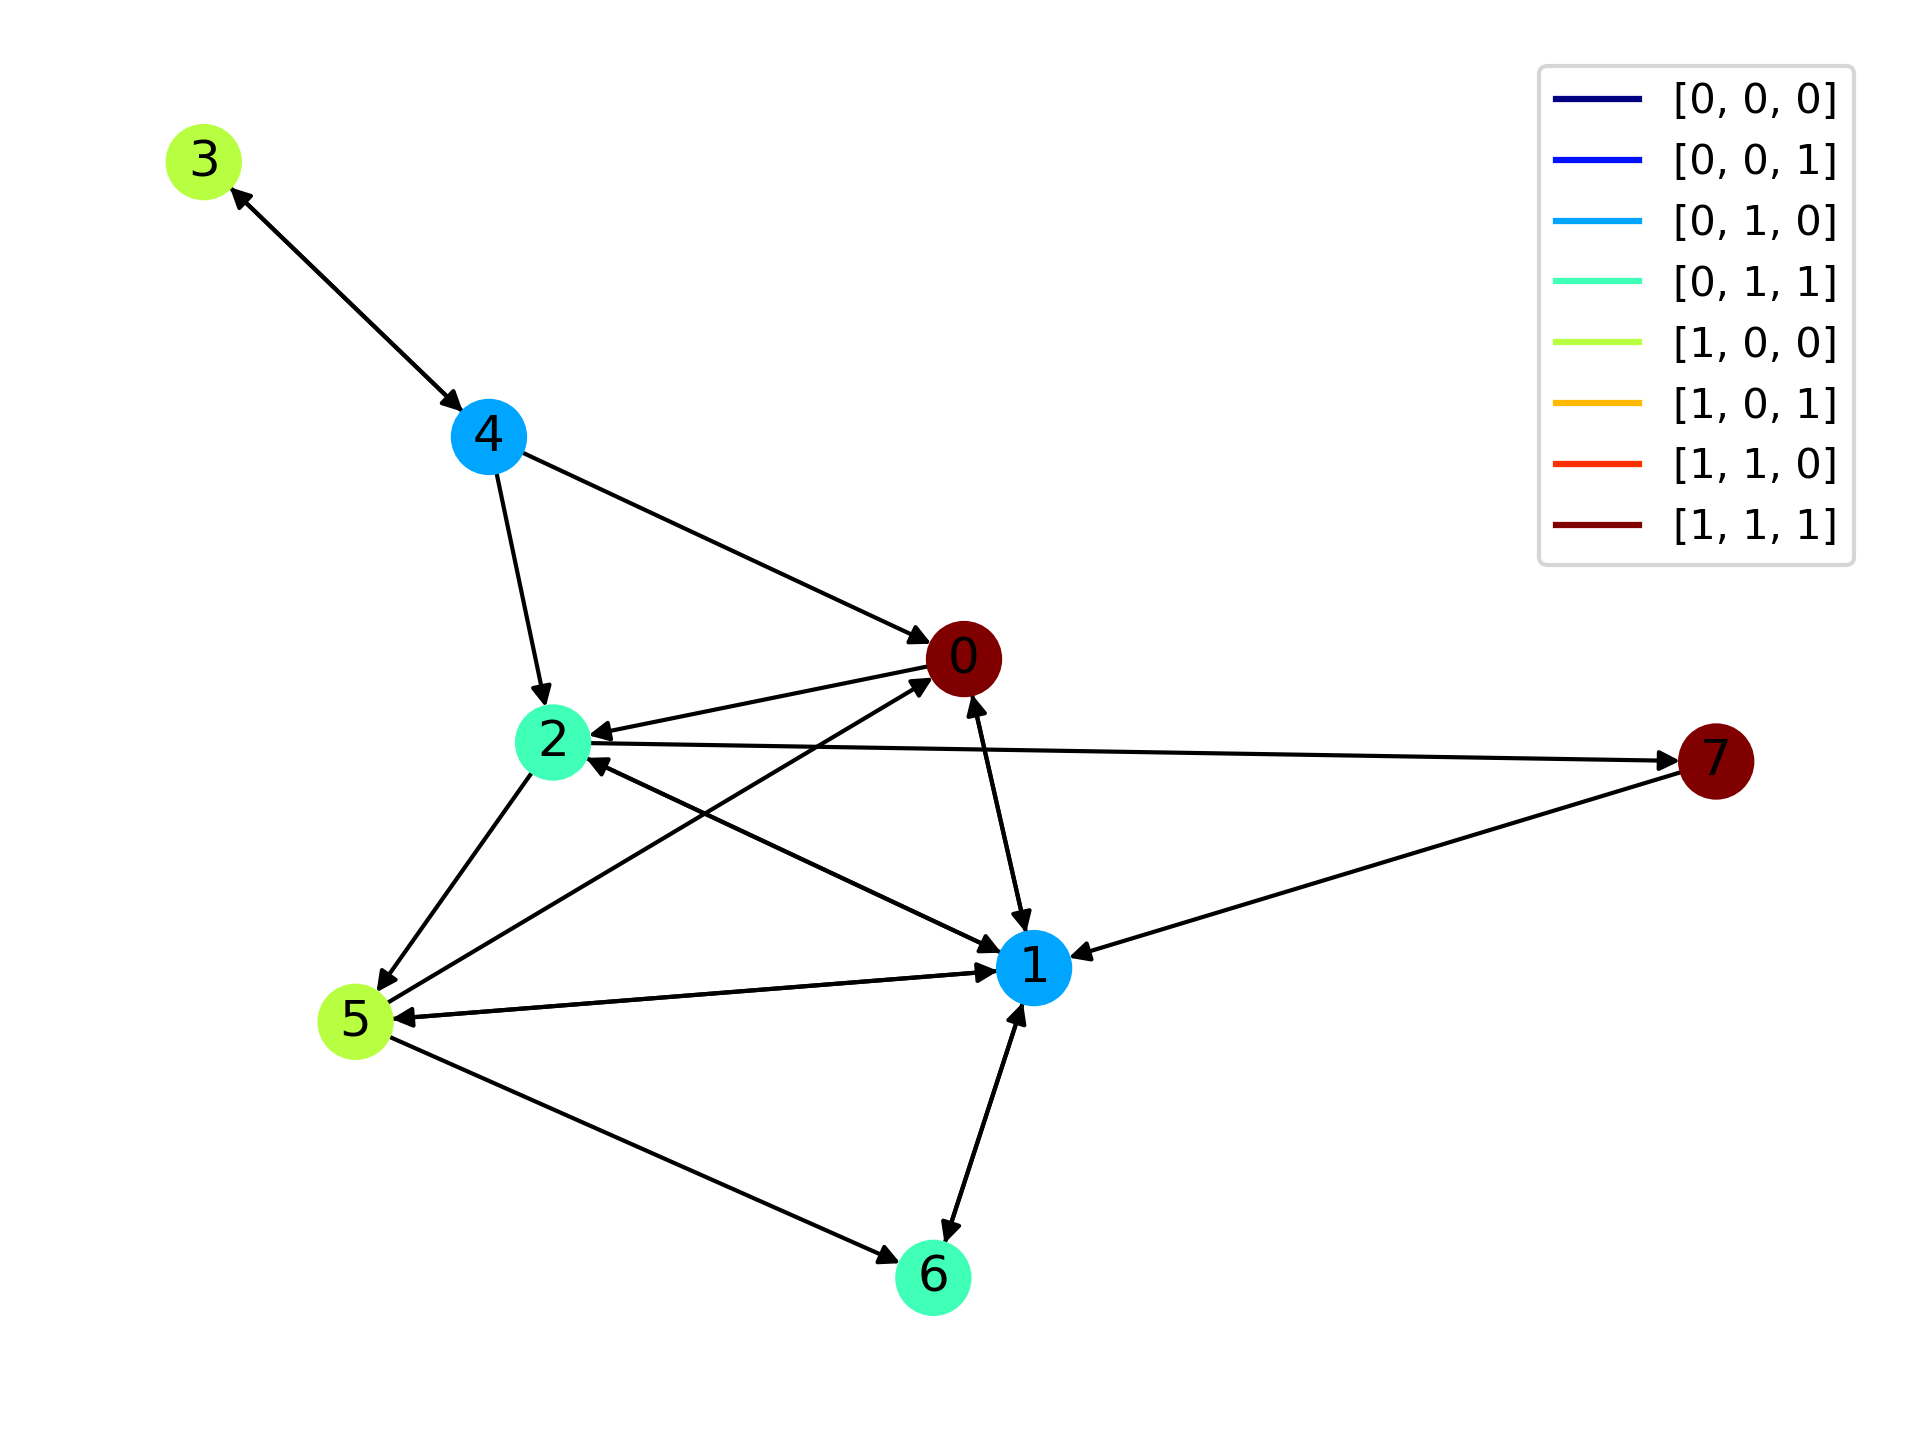 [0, 0, 0]
[0, 0, 1]
[0, 1, 0]
[0, 1, 1]
[1, 0, 0]
[1, 0, 1]
[1, 1, 0]
[1, 1, 1]
3
4
0
2
7
1
5
6